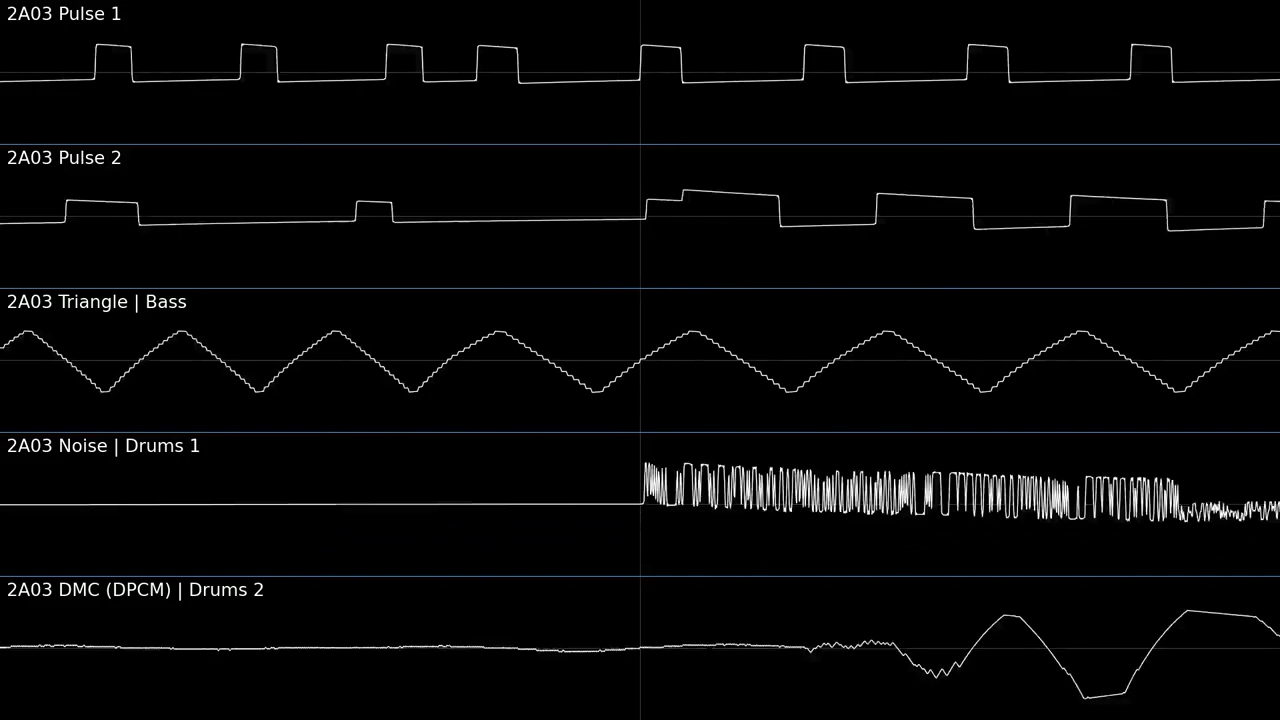 2A03 Pulse 1
2A03 Pulse 2
2A03 Triangle | Bass
2A03 Noise | Drums 1
2A03 DMC (DPCM) | Drums 2